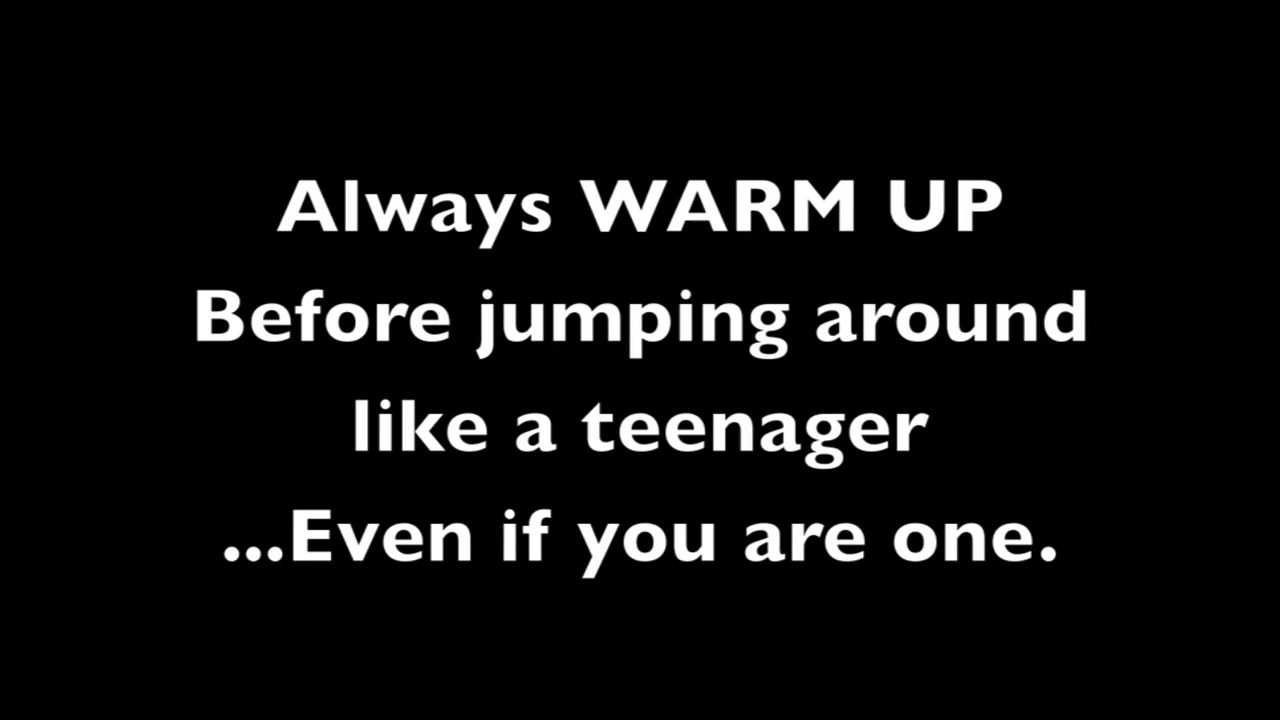 Always WARM UP
Before jumping around
like a teenager
...Even if you are one.